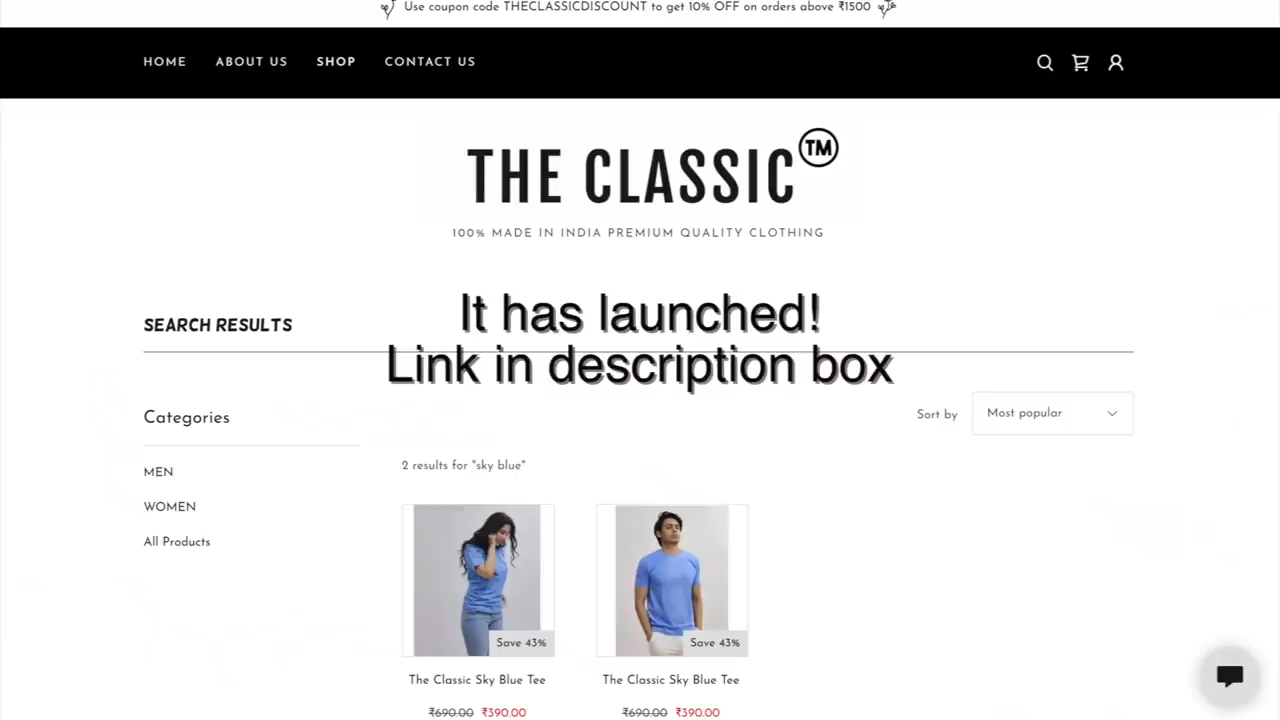 Use coupon code THECLASSICDISCOUNT to get 10% OFF on orders above ₹1500
HOME ABOUT US SHOP CONTACT US
THE CLASSIC TM
100% MADE IN INDIA PREMIUM QUALITY CLOTHING
It has launched!
SEARCH RESULTS
Link in description box
Categories
Sort by Most popular
MEN
WOMEN
All Products
2 results for "sky blue"
Save 43% Save 43%
The Classic Sky Blue Tee The Classic Sky Blue Tee
₹690.00 ₹390.00 ₹690.00 ₹390.00